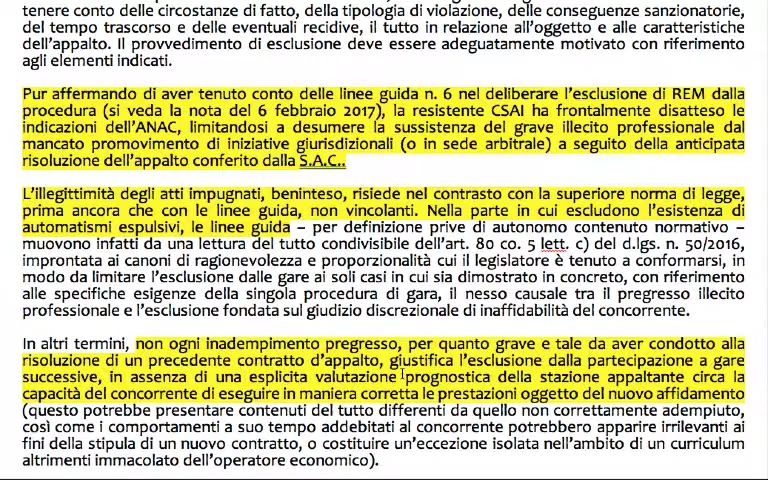 tenere conto delle circostanze di fatto, della tipologia di violazione, delle conseguenze sanzionatorie,
del tempo trascorso e delle eventuali recidive, il tutto in relazione all'oggetto e alle caratteristiche
dell'appalto. Il provvedimento di esclusione deve essere adeguatamente motivato con riferimento
agli elementi indicati.
Pur affermando di aver tenuto conto delle linee guida n. 6 nel deliberare l'esclusione di REM dalla
procedura (si veda la nota del 6 febbraio 2017), la resistente CSAI ha frontalmente disatteso le
indicazioni dell'ANAC, limitandosi a desumere la sussistenza del grave illecito professionale dal
mancato promovimento di iniziative giurisdizionali (o in sede arbitrale) a seguito della anticipata
risoluzione dell'appalto conferito dalla S.A.C..
L'illegittimità degli atti impugnati, beninteso, risiede nel contrasto con la superiore norma di legge,
prima ancora che con le linee guida, non vincolanti. Nella parte in cui escludono l'esistenza di
automatismi espulsivi, le linee guida – per definizione prive di autonomo contenuto normativo –
muovono infatti da una lettura del tutto condivisibile dell'art. 80 co. 5 lett. c) del d.lgs. n. 50/2016,
improntata ai canoni di ragionevolezza e proporzionalità cui il legislatore è tenuto a conformarsi, in
modo da limitare l'esclusione dalle gare ai soli casi in cui sia dimostrato in concreto, con riferimento
alle specifiche esigenze della singola procedura di gara, il nesso causale tra il pregresso illecito
professionale e l'esclusione fondata sul giudizio discrezionale di inaffidabilità del concorrente.
In altri termini, non ogni inadempimento pregresso, per quanto grave e tale da aver condotto alla
risoluzione di un precedente contratto d'appalto, giustifica l'esclusione dalla partecipazione a gare
successive, in assenza di una esplicita valutazione prognostica della stazione appaltante circa la
capacità del concorrente di eseguire in maniera corretta le prestazioni oggetto del nuovo affidamento
(questo potrebbe presentare contenuti del tutto differenti da quello non correttamente adempiuto,
così come i comportamenti a suo tempo addebitati al concorrente potrebbero apparire irrilevanti ai
fini della stipula di un nuovo contratto, o costituire un'eccezione isolata nell'ambito di un curriculum
altrimenti immacolato dell'operatore economico).